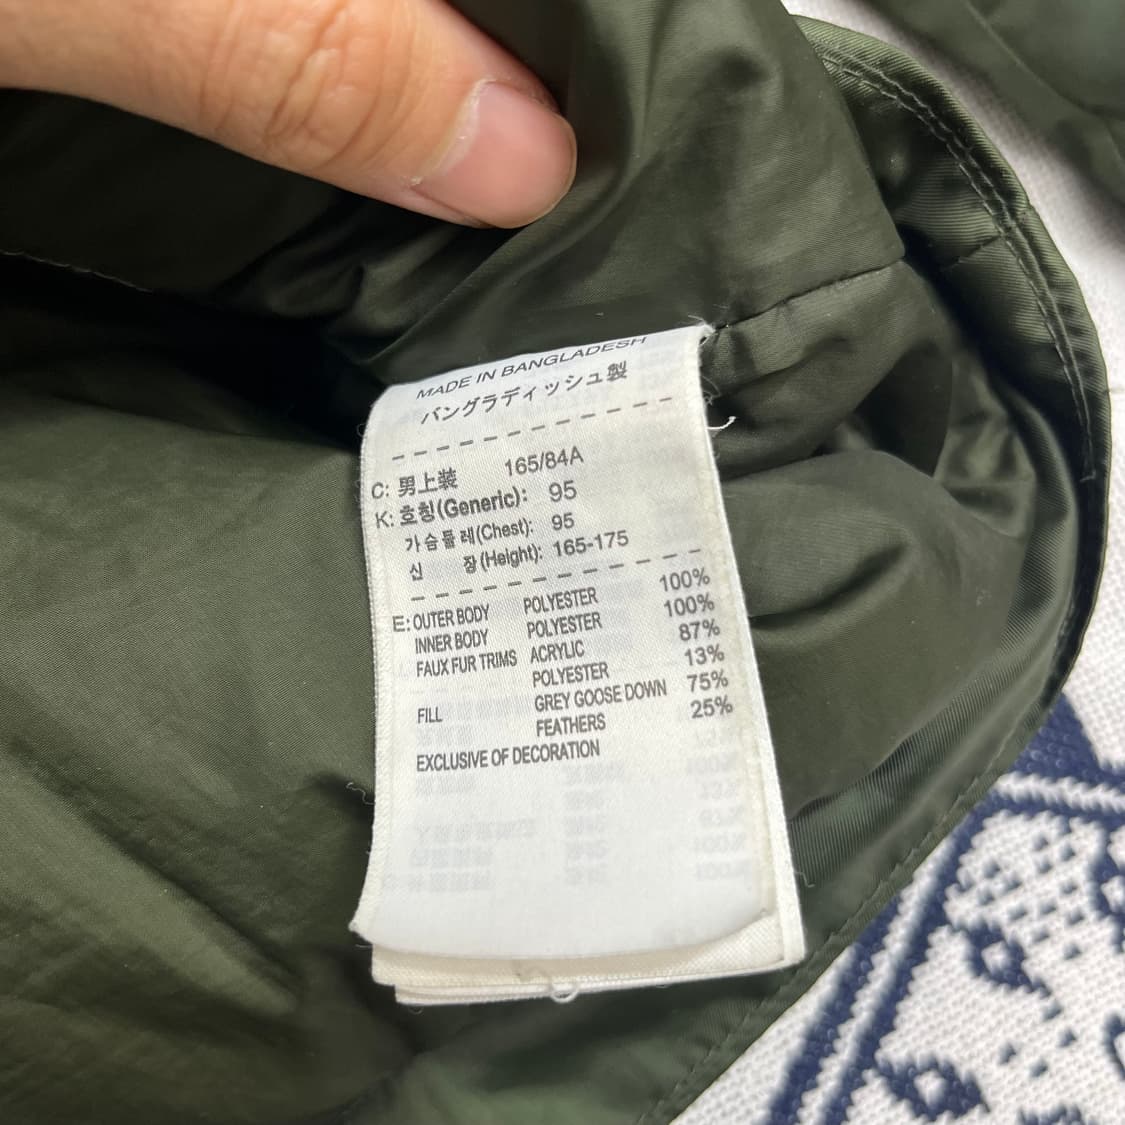 MADE IN BANGLADESH
バングラディッシュ製
C: 男上装 165/84A
K: 호칭(Generic): 95
가슴둘레(Chest): 95
신 장(Height): 165-175
E: OUTER BODY POLYESTER 100%
INNER BODY POLYESTER 100%
FAUX FUR TRIMS ACRYLIC 87%
POLYESTER 13%
FILL GREY GOOSE DOWN 75%
FEATHERS 25%
EXCLUSIVE OF DECORATION